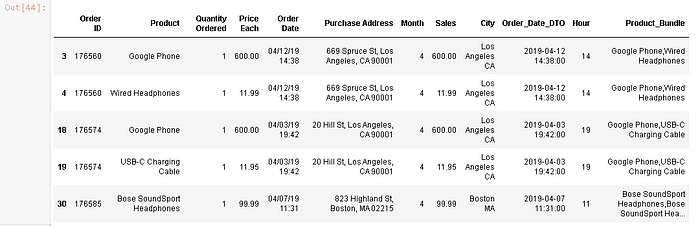 Out[44]:
Order ID Product Quantity Ordered Price Each Order Date Purchase Address Month Sales City Order_Date_DTO Hour Product_Bundle
3 176560 Google Phone 1 600.00 04/12/19 14:38 669 Spruce St, Los Angeles, CA 90001 4 600.00 Los Angeles CA 2019-04-12 14:38:00 14 Google Phone,Wired Headphones
4 176560 Wired Headphones 1 11.99 04/12/19 14:38 669 Spruce St, Los Angeles, CA 90001 4 11.99 Los Angeles CA 2019-04-12 14:38:00 14 Google Phone,Wired Headphones
18 176574 Google Phone 1 600.00 04/03/19 19:42 20 Hill St, Los Angeles, CA 90001 4 600.00 Los Angeles CA 2019-04-03 19:42:00 19 Google Phone,USB-C Charging Cable
19 176574 USB-C Charging Cable 1 11.95 04/03/19 19:42 20 Hill St, Los Angeles, CA 90001 4 11.95 Los Angeles CA 2019-04-03 19:42:00 19 Google Phone,USB-C Charging Cable
30 176585 Bose SoundSport Headphones 1 99.99 04/07/19 11:31 823 Highland St, Boston, MA 02215 4 99.99 Boston MA 2019-04-07 11:31:00 11 Bose SoundSport Headphones,Bose SoundSport Hea...